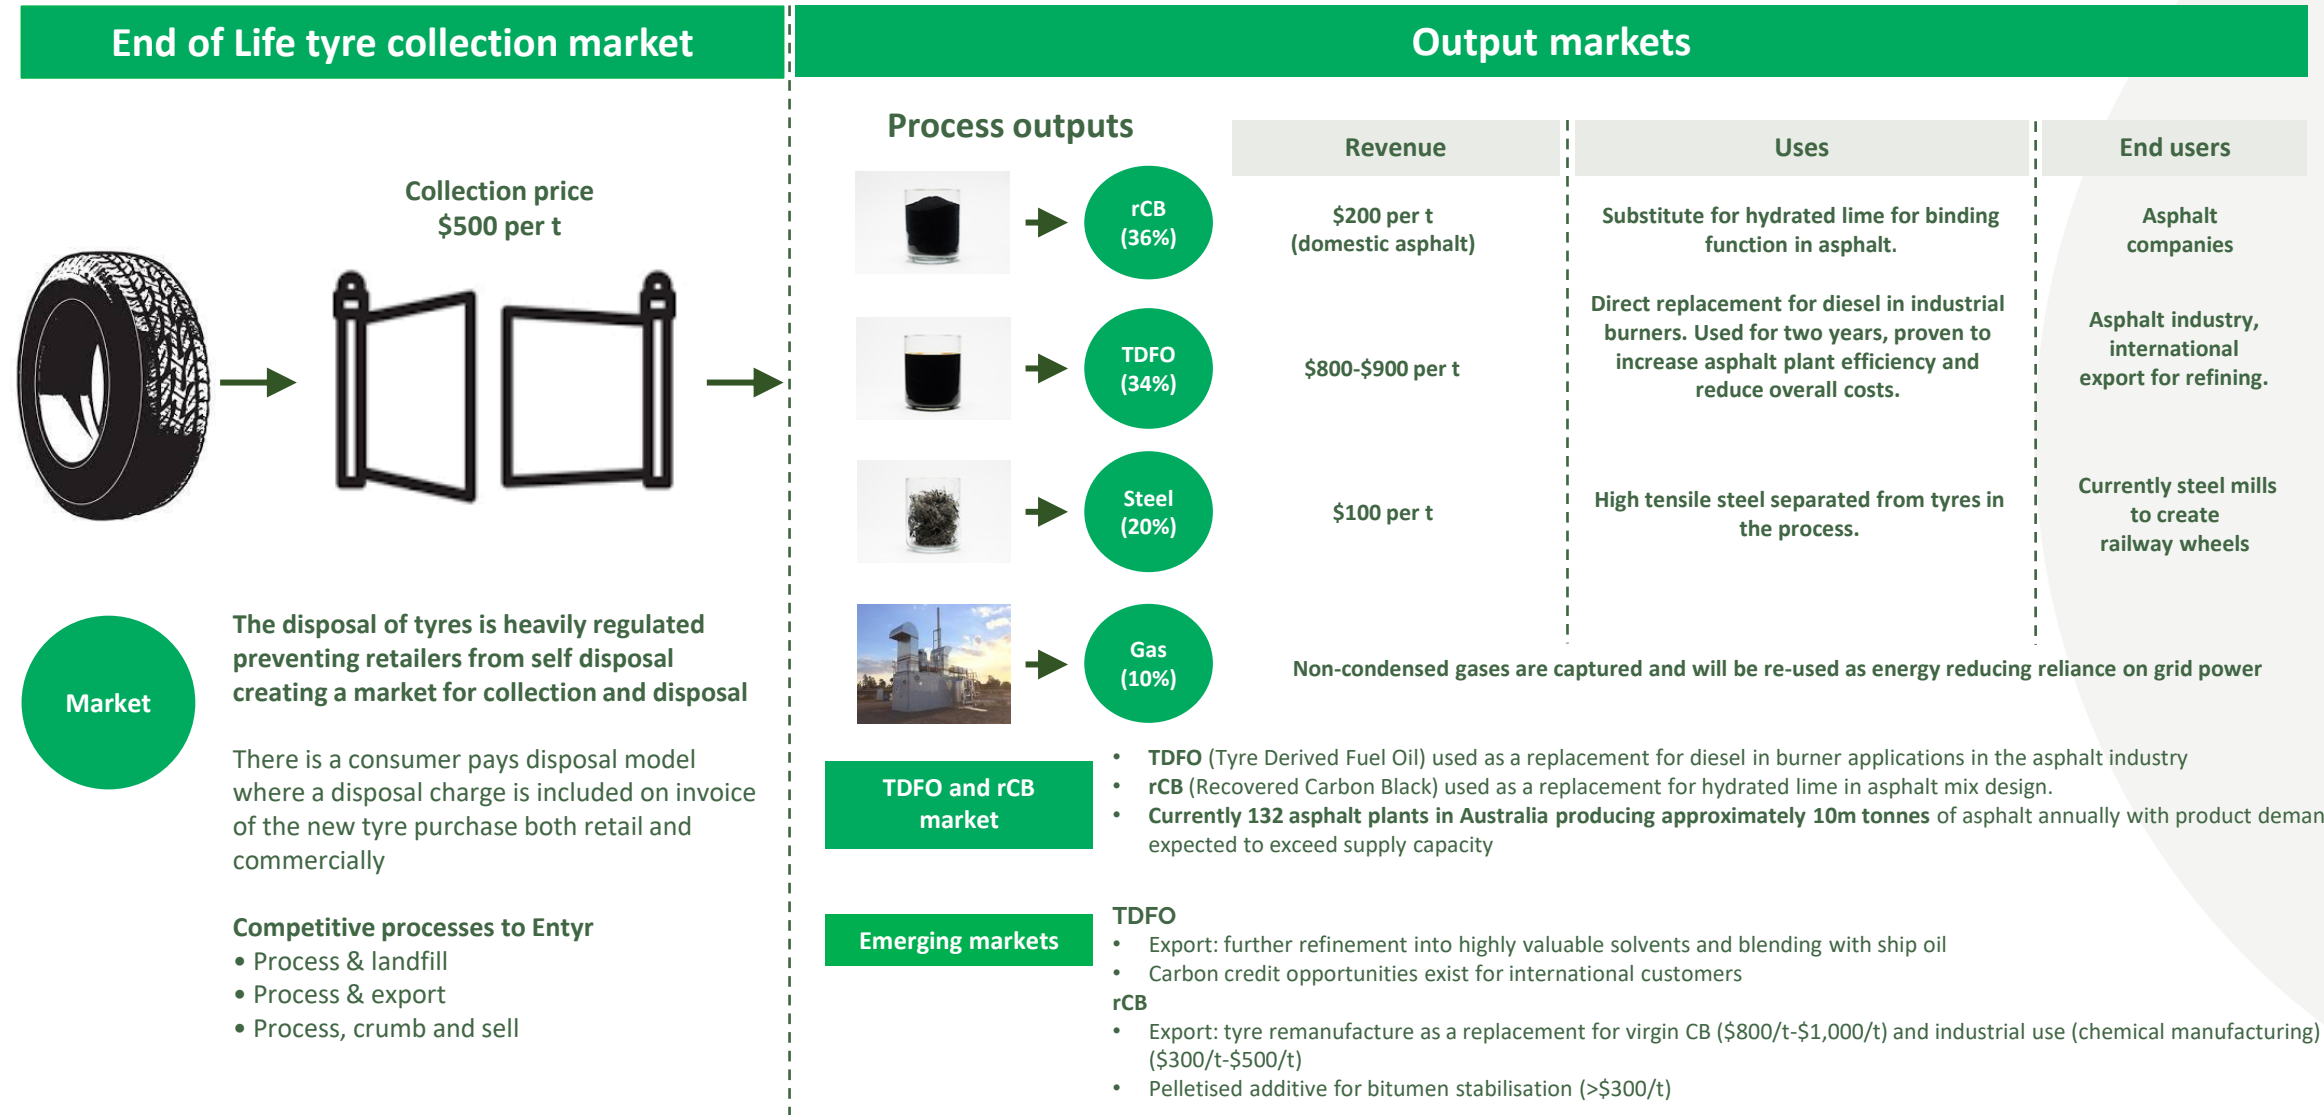 End of Life tyre collection market
Collection price
$500 per t
Market
The disposal of tyres is heavily regulated
preventing retailers from self disposal
creating a market for collection and disposal
There is a consumer pays disposal model
where a disposal charge is included on invoice
of the new tyre purchase both retail and
commercially
Competitive processes to Entyr
• Process & landfill
• Process & export
• Process, crumb and sell
Output markets
Process outputs
Revenue
Uses
End users
rCB
(36%)
$200 per t
(domestic asphalt)
Substitute for hydrated lime for binding
function in asphalt.
Asphalt
companies
TDFO
(34%)
$800-$900 per t
Direct replacement for diesel in industrial
burners. Used for two years, proven to
increase asphalt plant efficiency and
reduce overall costs.
Asphalt industry,
international
export for refining.
Steel
(20%)
$100 per t
High tensile steel separated from tyres in
the process.
Currently steel mills
to create
railway wheels
Gas
(10%)
Non-condensed gases are captured and will be re-used as energy reducing reliance on grid power
TDFO and rCB
market
• TDFO (Tyre Derived Fuel Oil) used as a replacement for diesel in burner applications in the asphalt industry
• rCB (Recovered Carbon Black) used as a replacement for hydrated lime in asphalt mix design.
• Currently 132 asphalt plants in Australia producing approximately 10m tonnes of asphalt annually with product deman
expected to exceed supply capacity
Emerging markets
TDFO
• Export: further refinement into highly valuable solvents and blending with ship oil
• Carbon credit opportunities exist for international customers
rCB
• Export: tyre remanufacture as a replacement for virgin CB ($800/t-$1,000/t) and industrial use (chemical manufacturing)
($300/t-$500/t)
• Pelletised additive for bitumen stabilisation (>$300/t)